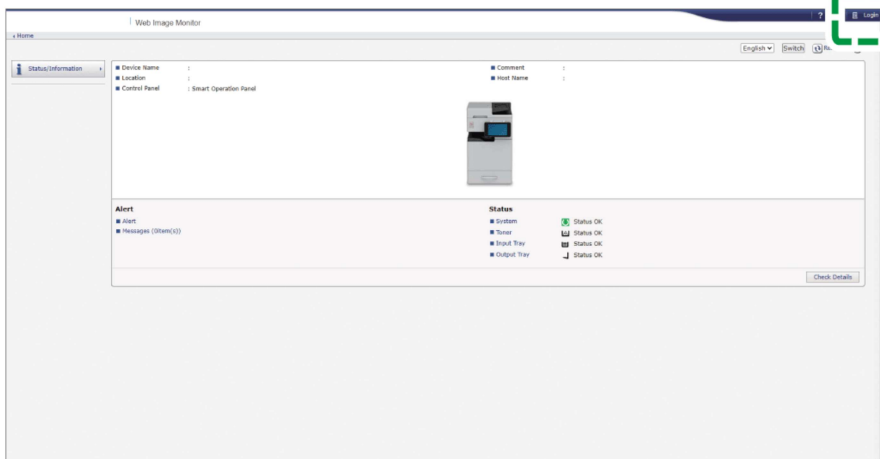 Web Image Monitor
?
Login
Home
English
Switch
Status/Information
Device Name :
Location :
Control Panel : Smart Operation Panel
Comment :
Host Name :
Alert
Alert
Messages (0item(s))
Status
System Status OK
Toner Status OK
Input Tray Status OK
Output Tray Status OK
Check Details